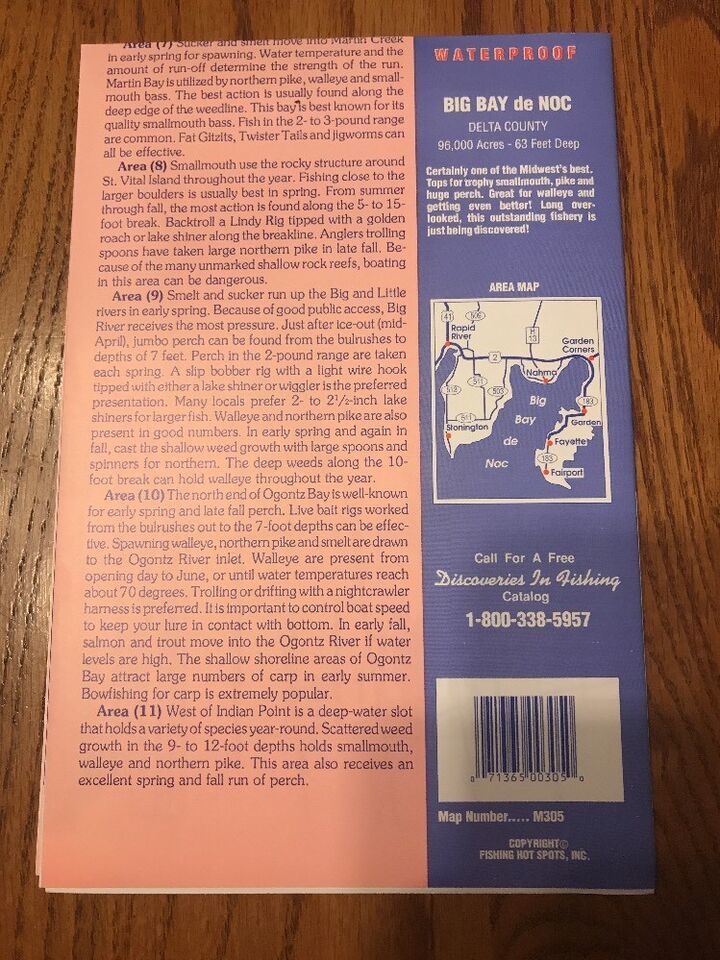 Area (7) Sucker and smelt move into Martin Creek
in early spring for spawning. Water temperature and the
amount of run-off determine the strength of the run.
Martin Bay is utilized by northern pike, walleye and small-
mouth bass. The best action is usually found along the
deep edge of the weedline. This bay is best known for its
quality smallmouth bass. Fish in the 2- to 3-pound range
are common. Fat Gitzits, Twister Tails and jigworms can
all be effective.
Area (8) Smallmouth use the rocky structure around
St. Vital Island throughout the year. Fishing close to the
larger boulders is usually best in spring. From summer
through fall, the most action is found along the 5- to 15-
foot break. Backtroll a Lindy Rig tipped with a golden
roach or lake shiner along the breakline. Anglers trolling
spoons have taken large northern pike in late fall. Be-
cause of the many unmarked shallow rock reefs, boating
in this area can be dangerous.
Area (9) Smelt and sucker run up the Big and Little
rivers in early spring. Because of good public access, Big
River receives the most pressure. Just after ice-out (mid-
April), jumbo perch can be found from the bulrushes to
depths of 7 feet. Perch in the 2-pound range are taken
each spring. A slip bobber rig with a light wire hook
tipped with either a lake shiner or wiggler is the preferred
presentation. Many locals prefer 2- to 2½-inch lake
shiners for larger fish. Walleye and northern pike are also
present in good numbers. In early spring and again in
fall, cast the shallow weed growth with large spoons and
spinners for northern. The deep weeds along the 10-
foot break can hold walleye throughout the year.
Area (10) The north end of Ogontz Bay is well-known
for early spring and late fall perch. Live bait rigs worked
from the bulrushes out to the 7-foot depths can be effec-
tive. Spawning walleye, northern pike and smelt are drawn
to the Ogontz River inlet. Walleye are present from
opening day to June, or until water temperatures reach
about 70 degrees. Trolling or drifting with a nightcrawler
harness is preferred. It is important to control boat speed
to keep your lure in contact with bottom. In early fall,
salmon and trout move into the Ogontz River if water
levels are high. The shallow shoreline areas of Ogontz
Bay attract large numbers of carp in early summer.
Bowfishing for carp is extremely popular.
Area (11) West of Indian Point is a deep-water slot
that holds a variety of species year-round. Scattered weed
growth in the 9- to 12-foot depths holds smallmouth,
walleye and northern pike. This area also receives an
excellent spring and fall run of perch.
WATERPROOF
BIG BAY de NOC
DELTA COUNTY
96,000 Acres - 63 Feet Deep
Certainly one of the Midwest's best.
Tops for trophy smallmouth, pike and
huge perch. Great for walleye and
getting even better! Long over-
looked, this outstanding fishery is
just being discovered!
AREA MAP
41
509
H
13
Rapid
River
Garden
Corners
2
Nahma
513
511
503
183
511
Big
Bay
de
Noc
Stonington
Garden
Fayette
183
Fairport
Call For A Free
Discoveries In Fishing
Catalog
1-800-338-5957
0 71365 00305 0
Map Number..... M305
COPYRIGHT©
FISHING HOT SPOTS, INC.